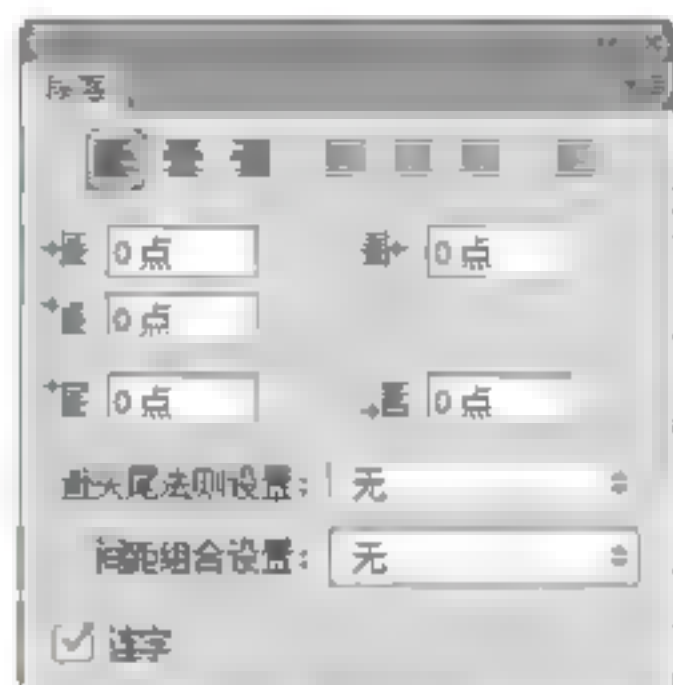 段落
0 点 0 点
0 点
0 点 0 点
避头尾法则设置: 无
间距组合设置: 无
连字